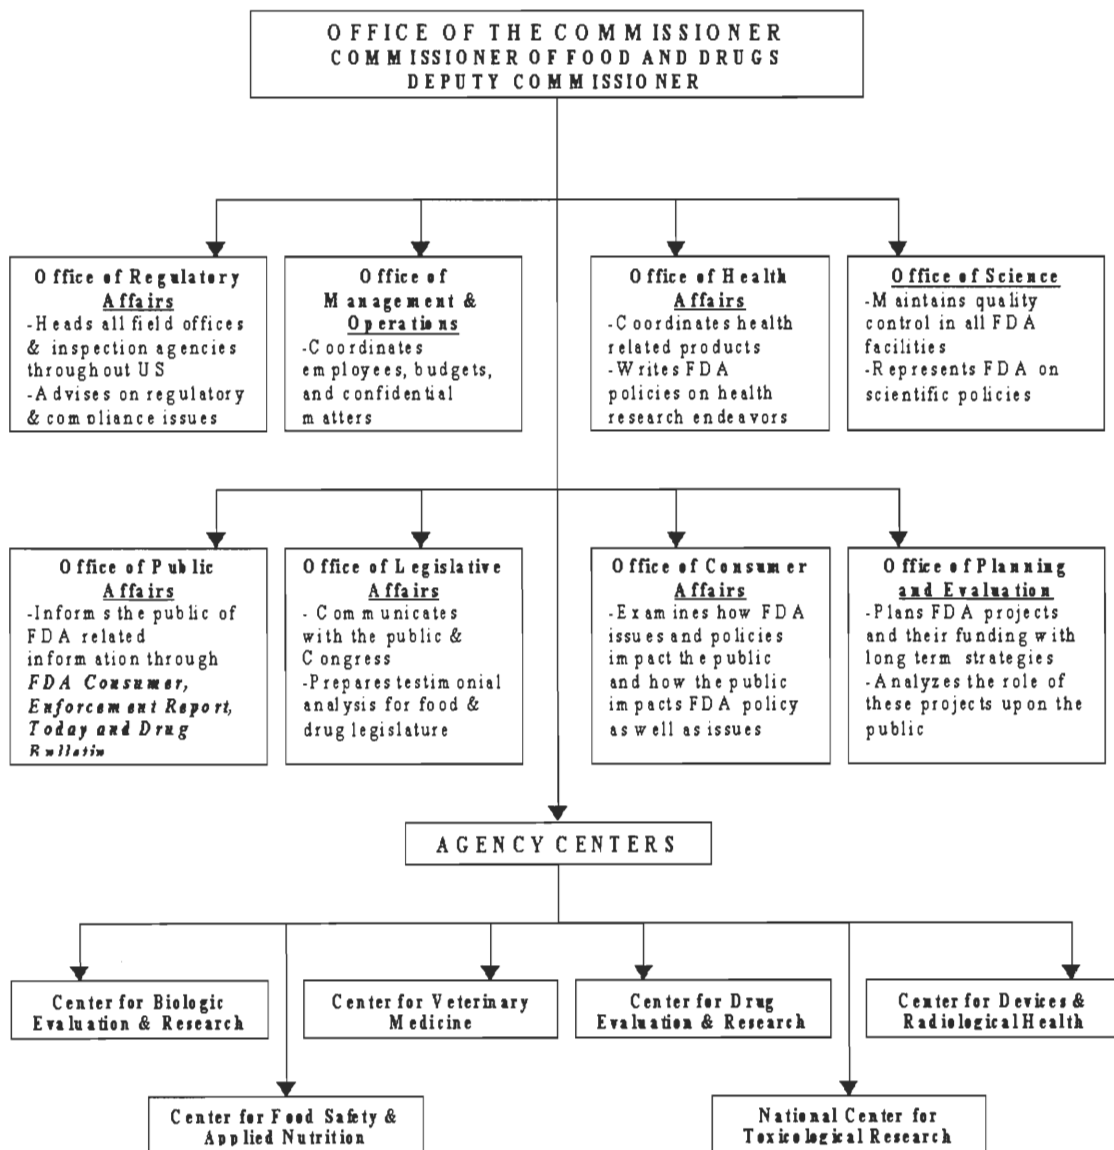 OFFICE OF THE COMMISSIONER
COMMISSIONER OF FOOD AND DRUGS
DEPUTY COMMISSIONER
Office of Regulatory
Affairs
-Heads all field offices
& inspection agencies
throughout US
-Advises on regulatory
& compliance issues
Office of
Management &
Operations
-Coordinates
employees, budgets,
and confidential
matters
Office of Health
Affairs
-Coordinates health
related products
-Writes FDA
policies on health
research endeavors
Office of Science
-Maintains quality
control in all FDA
facilities
-Represents FDA on
scientific policies
Office of Public
Affairs
-Informs the public of
FDA related
information through
FDA Consumer,
Enforcement Report,
Today and Drug
Bulletin
Office of Legislative
Affairs
- Communicates
with the public &
Congress
-Prepares testimonial
analysis for food &
drug legislature
Office of Consumer
Affairs
-Examines how FDA
issues and policies
impact the public
and how the public
impacts FDA policy
as well as issues
Office of Planning
and Evaluation
-Plans FDA projects
and their funding with
long term strategies
-Analyzes the role of
these projects upon the
public
AGENCY CENTERS
Center for Biologic
Evaluation & Research
Center for Veterinary
Medicine
Center for Drug
Evaluation & Research
Center for Devices &
Radiological Health
Center for Food Safety &
Applied Nutrition
National Center for
Toxicological Research